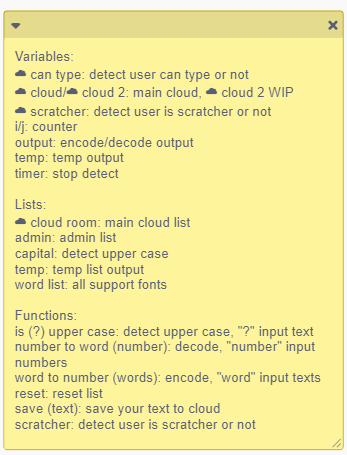 Variables:
☁ can type: detect user can type or not
☁ cloud/☁ cloud 2: main cloud, ☁ cloud 2 WIP
☁ scratcher: detect user is scratcher or not
i/j: counter
output: encode/decode output
temp: temp output
timer: stop detect
Lists:
☁ cloud room: main cloud list
admin: admin list
capital: detect upper case
temp: temp list output
word list: all support fonts
Functions:
is (?) upper case: detect upper case, "?" input text
number to word (number): decode, "number" input
numbers
word to number (words): encode, "word" input texts
reset: reset list
save (text): save your text to cloud
scratcher: detect user is scratcher or not